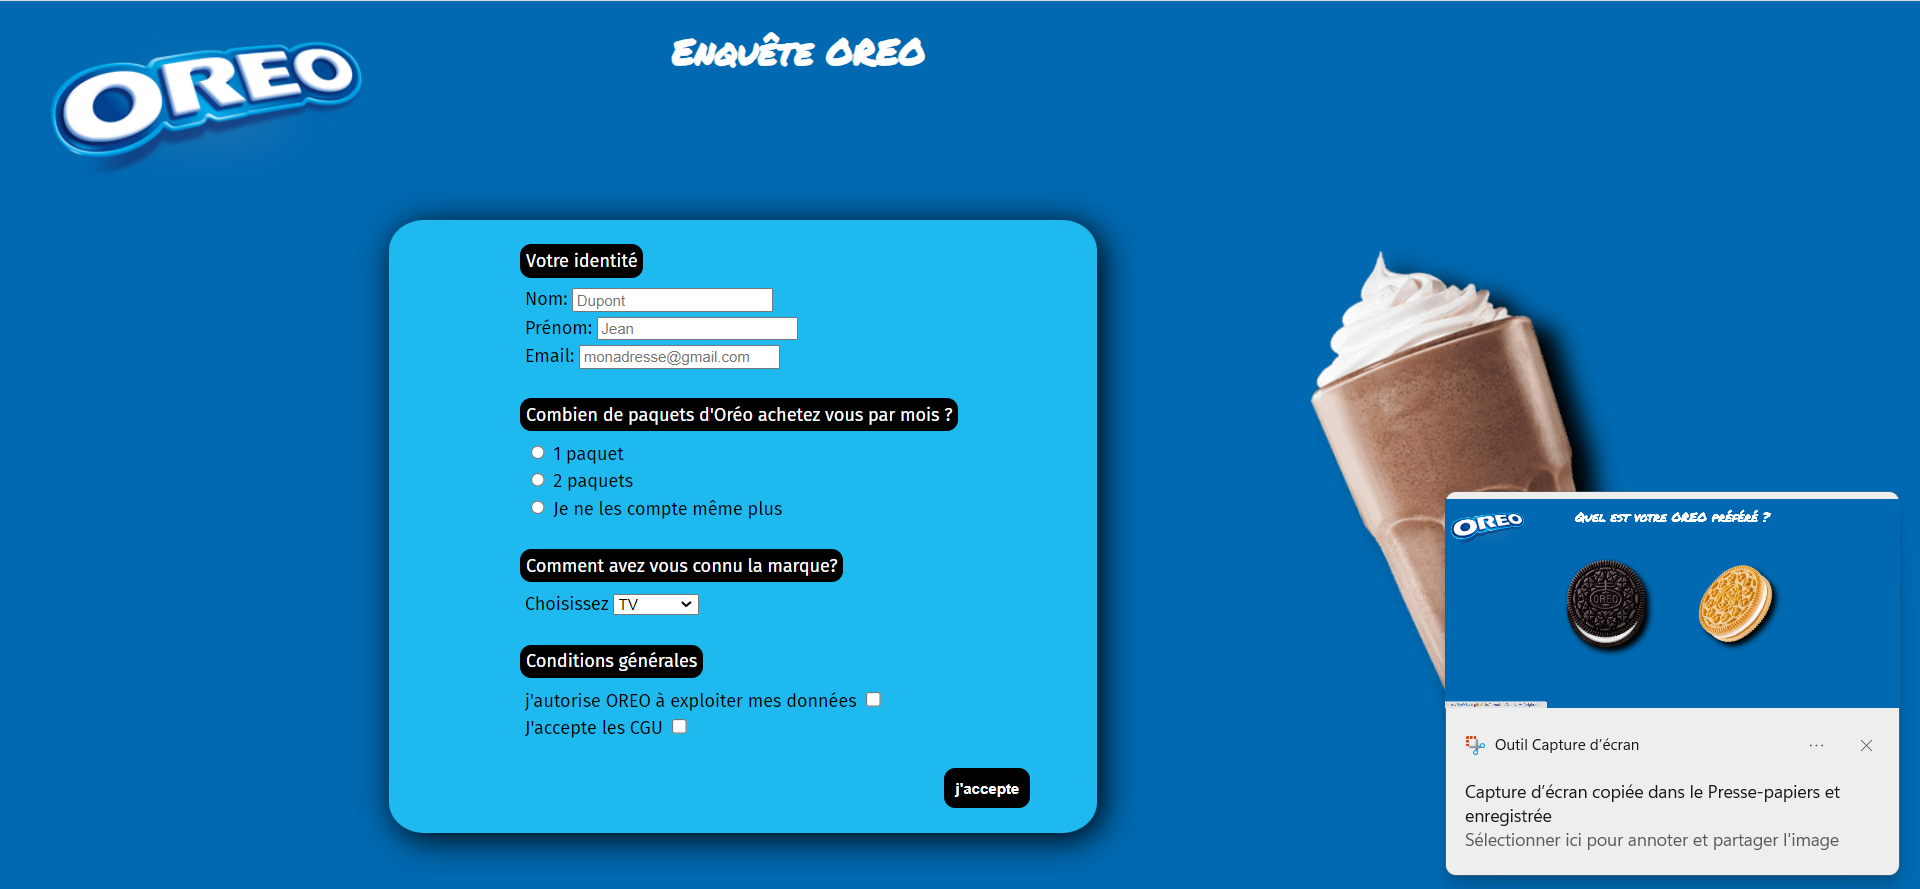 OREO
Enquête OREO
Votre identité
Nom: Dupont
Prénom: Jean
Email: monadresse@gmail.com
Combien de paquets d'Oréo achetez vous par mois ?
1 paquet
2 paquets
Je ne les compte même plus
Comment avez vous connu la marque?
Choisissez TV
Conditions générales
j'autorise OREO à exploiter mes données
J'accepte les CGU
j'accepte
OREO
Quel est votre OREO préféré ?
OREO
Outil Capture d'écran
Capture d'écran copiée dans le Presse-papiers et
enregistrée
Sélectionner ici pour annoter et partager l'image